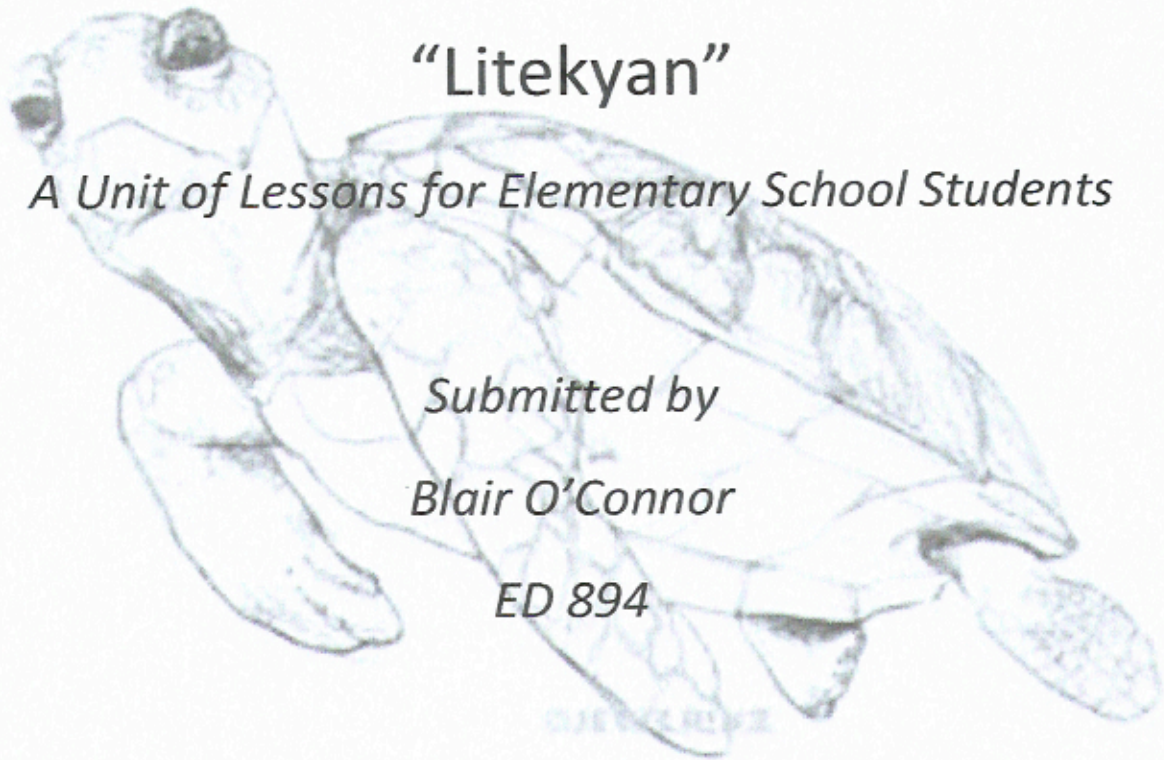 “Litekyan”
A Unit of Lessons for Elementary School Students
Submitted by
Blair O’Connor
ED 894